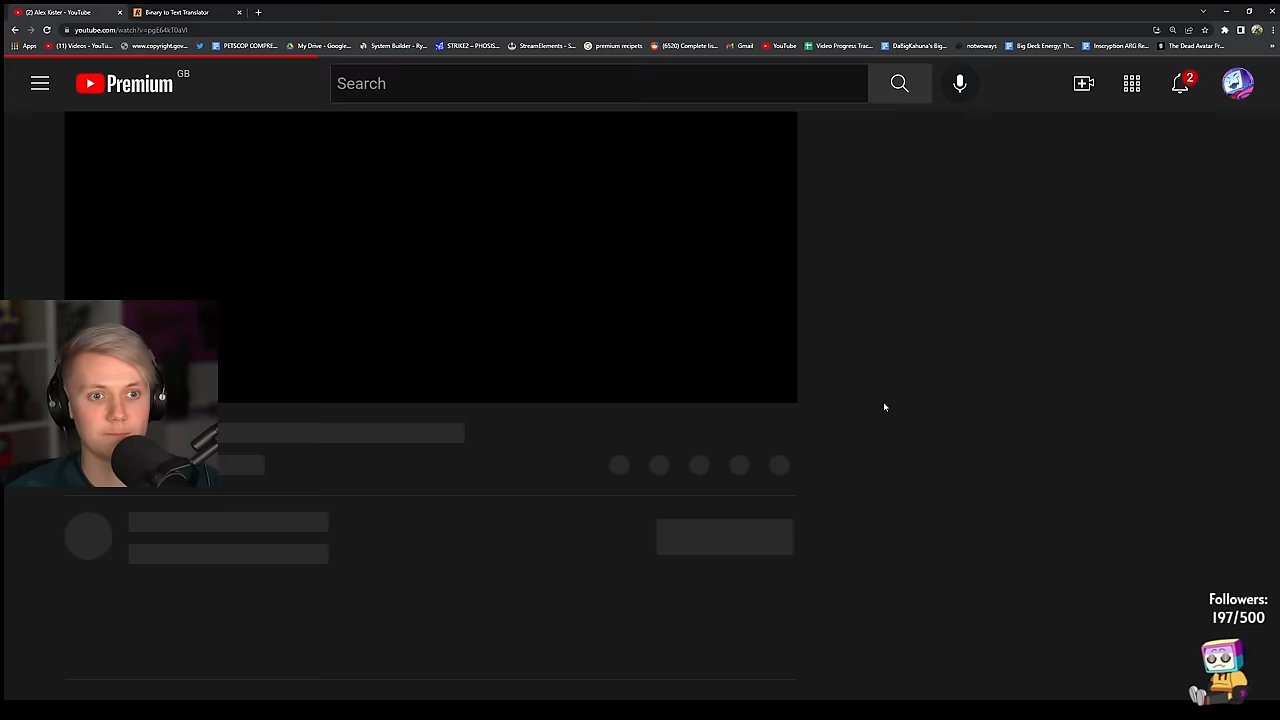 (2) Alex Kister - YouTube
Binary to Text Translator
youtube.com/watch?v=pgE64kT0aVI
Apps
(11) Videos - YouTu...
www.copyright.gov...
PETSCOP COMPRE...
My Drive - Google...
System Builder - Ry...
STRIKE2 – PHOSIS...
StreamElements - S...
premium recipets
(6520) Complete lis...
Gmail
YouTube
Video Progress Trac...
DaBigKahuna's Big...
notwoways
Big Deck Energy: Th...
Inscryption ARG Re...
The Dead Avatar Pr...
Premium
GB
Search
2
Followers:
197/500